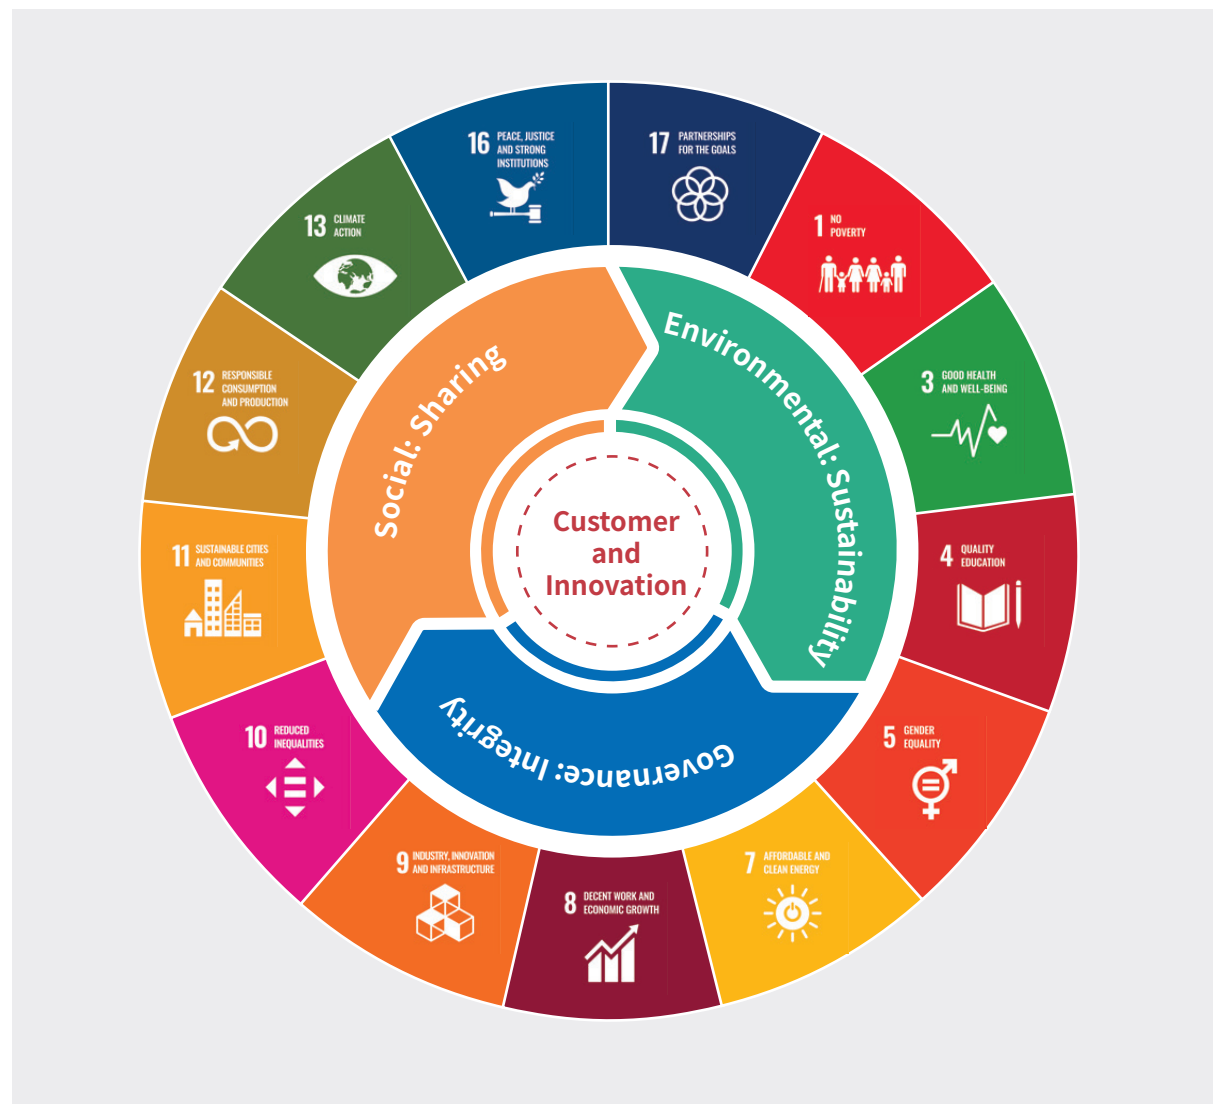 16 PEACE, JUSTICE
AND STRONG
INSTITUTIONS
17 PARTNERSHIPS
FOR THE GOALS
1 NO
POVERTY
3 GOOD HEALTH
AND WELL-BEING
4 QUALITY
EDUCATION
5 GENDER
EQUALITY
7 AFFORDABLE AND
CLEAN ENERGY
8 DECENT WORK AND
ECONOMIC GROWTH
9 INDUSTRY, INNOVATION
AND INFRASTRUCTURE
10 REDUCED
INEQUALITIES
11 SUSTAINABLE CITIES
AND COMMUNITIES
12 RESPONSIBLE
CONSUMPTION
AND PRODUCTION
13 CLIMATE
ACTION
Social: Sharing
Environmental: Sustainability
Governance: Integrity
Customer
and
Innovation